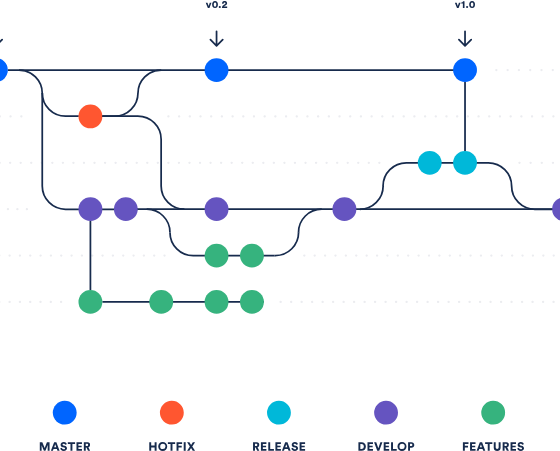 v0.2
v1.0
MASTER
HOTFIX
RELEASE
DEVELOP
FEATURES